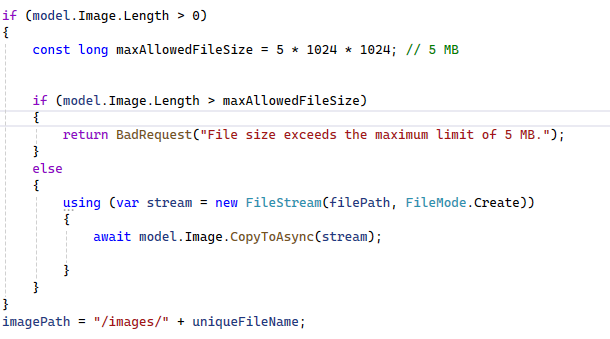 if (model.Image.Length > 0)
{
const long maxAllowedFileSize = 5 * 1024 * 1024; // 5 MB
if (model.Image.Length > maxAllowedFileSize)
{
return BadRequest("File size exceeds the maximum limit of 5 MB.");
}
else
{
using (var stream = new FileStream(filePath, FileMode.Create))
{
await model.Image.CopyToAsync(stream);
}
}
}
imagePath = "/images/" + uniqueFileName;